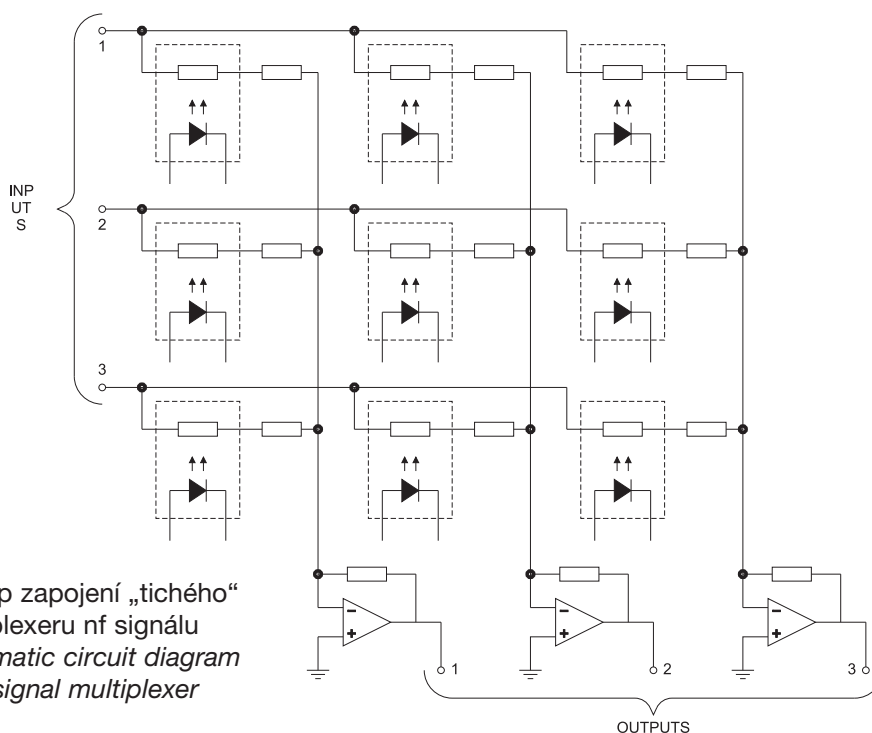 1
INP
UT
S
2
3
p zapojení „tichého“
plexeru nf signálu
matic circuit diagram
signal multiplexer
–
+
–
+
–
+
1
2
3
OUTPUTS